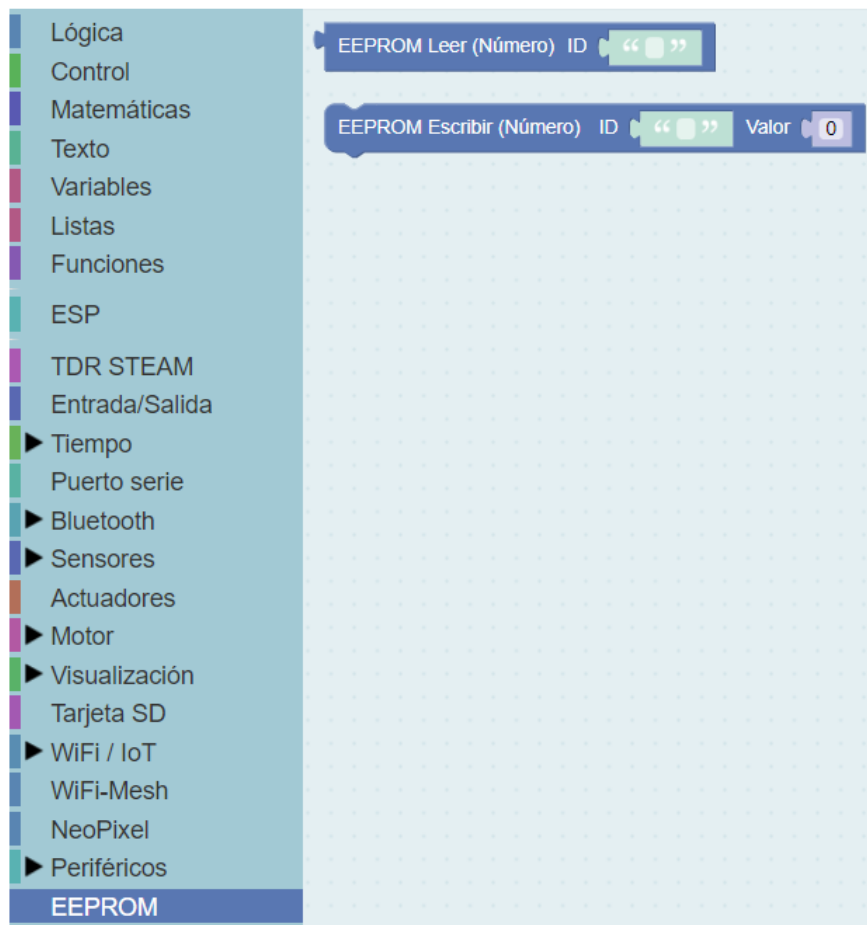 Lógica
Control
Matemáticas
Texto
Variables
Listas
Funciones
ESP
TDR STEAM
Entrada/Salida
Tiempo
Puerto serie
Bluetooth
Sensores
Actuadores
Motor
Visualización
Tarjeta SD
WiFi / IoT
WiFi-Mesh
NeoPixel
Periféricos
EEPROM
EEPROM Leer (Número) ID “ ”
EEPROM Escribir (Número) ID “ ” Valor 0